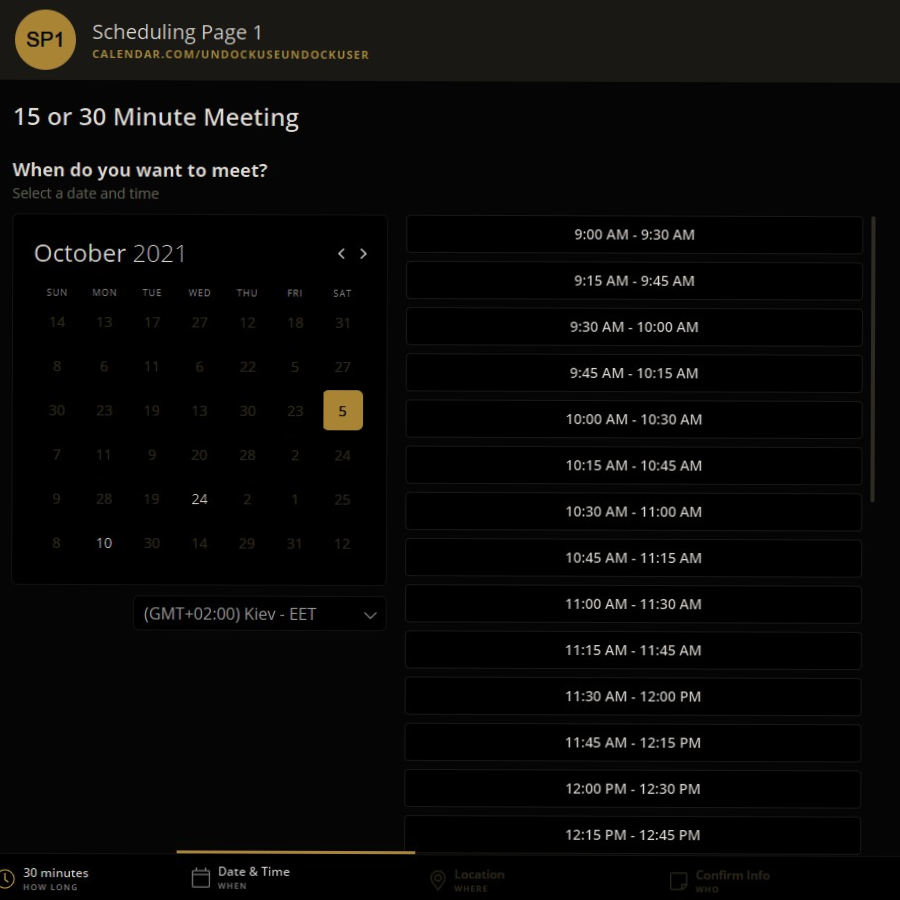 SP1
Scheduling Page 1
CALENDAR.COM/UNDOCKUSEUNDOCKUSER
15 or 30 Minute Meeting
When do you want to meet?
Select a date and time
October 2021
SUN MON TUE WED THU FRI SAT
14 13 17 27 12 18 31
8 6 11 6 22 5 27
30 23 19 13 30 23 5
7 11 9 20 28 2 24
9 28 19 24 2 1 25
8 10 30 14 29 31 12
(GMT+02:00) Kiev - EET
9:00 AM - 9:30 AM
9:15 AM - 9:45 AM
9:30 AM - 10:00 AM
9:45 AM - 10:15 AM
10:00 AM - 10:30 AM
10:15 AM - 10:45 AM
10:30 AM - 11:00 AM
10:45 AM - 11:15 AM
11:00 AM - 11:30 AM
11:15 AM - 11:45 AM
11:30 AM - 12:00 PM
11:45 AM - 12:15 PM
12:00 PM - 12:30 PM
12:15 PM - 12:45 PM
30 minutes
HOW LONG
Date & Time
WHEN
Location
WHERE
Confirm Info
WHO